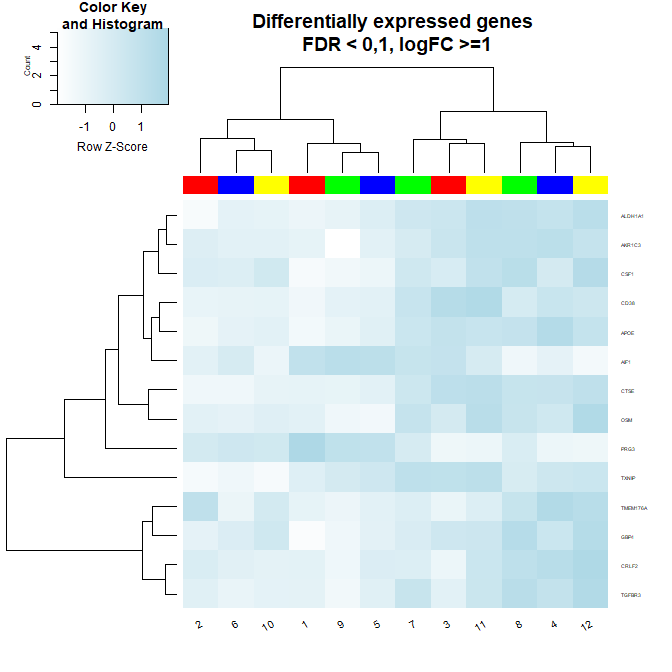 Color Key
and Histogram
Differentially expressed genes
FDR < 0,1, logFC >=1
Count
0 2 4
-1 0 1
Row Z-Score
ALDH1A1
AKR1C3
CSF1
CD38
APOE
AIF1
CTSE
OSM
PRG3
TXNIP
TMEM176A
GBP1
CRLF2
TGFBR3
2 6 10 1 9 5 7 3 11 8 4 12